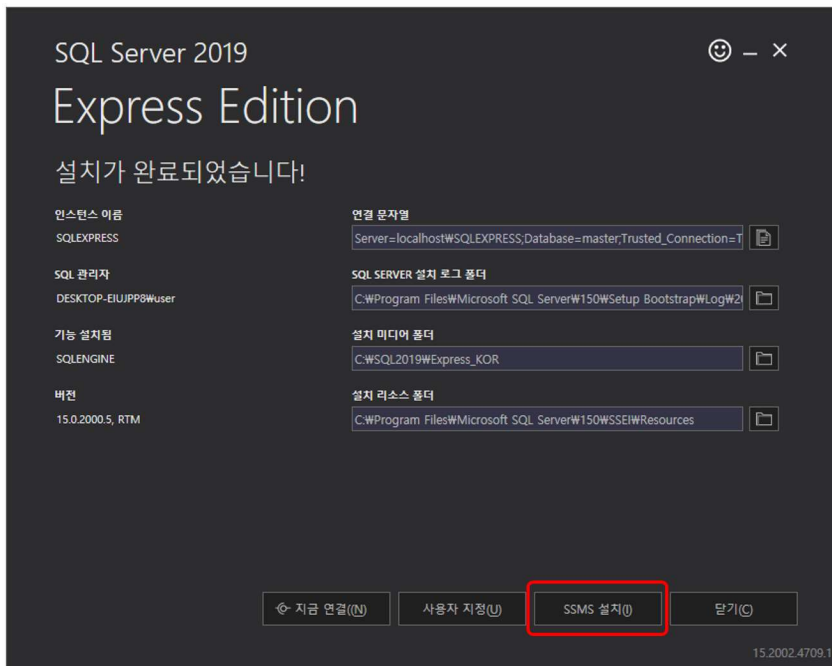 SQL Server 2019
Express Edition
설치가 완료되었습니다!
인스턴스 이름
SQLEXPRESS
연결 문자열
Server=localhost₩SQLEXPRESS;Database=master;Trusted_Connection=T
SQL 관리자
DESKTOP-EIUJPP8₩user
SQL SERVER 설치 로그 폴더
C:₩Program Files₩Microsoft SQL Server₩150₩Setup Bootstrap₩Log₩20
기능 설치됨
SQLENGINE
설치 미디어 폴더
C:₩SQL2019₩Express_KOR
버전
15.0.2000.5, RTM
설치 리소스 폴더
C:₩Program Files₩Microsoft SQL Server₩150₩SSEI₩Resources
지금 연결((N)
사용자 지정(U)
SSMS 설치(I)
닫기(C)
15.2002.4709.1